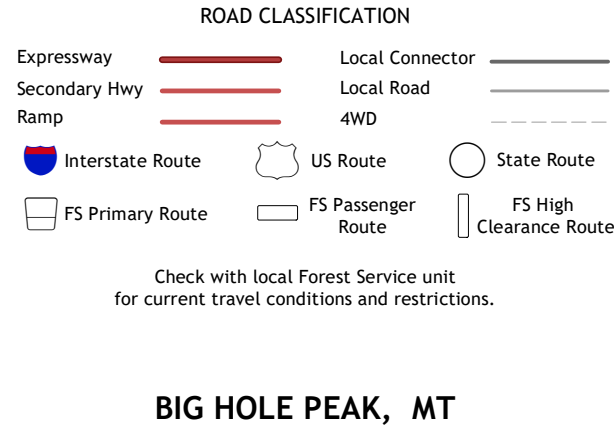 ROAD CLASSIFICATION
Expressway
Local Connector
Secondary Hwy
Local Road
Ramp
4WD
Interstate Route
US Route
State Route
FS Primary Route
FS Passenger
Route
FS High
Clearance Route
Check with local Forest Service unit
for current travel conditions and restrictions.
BIG HOLE PEAK, MT